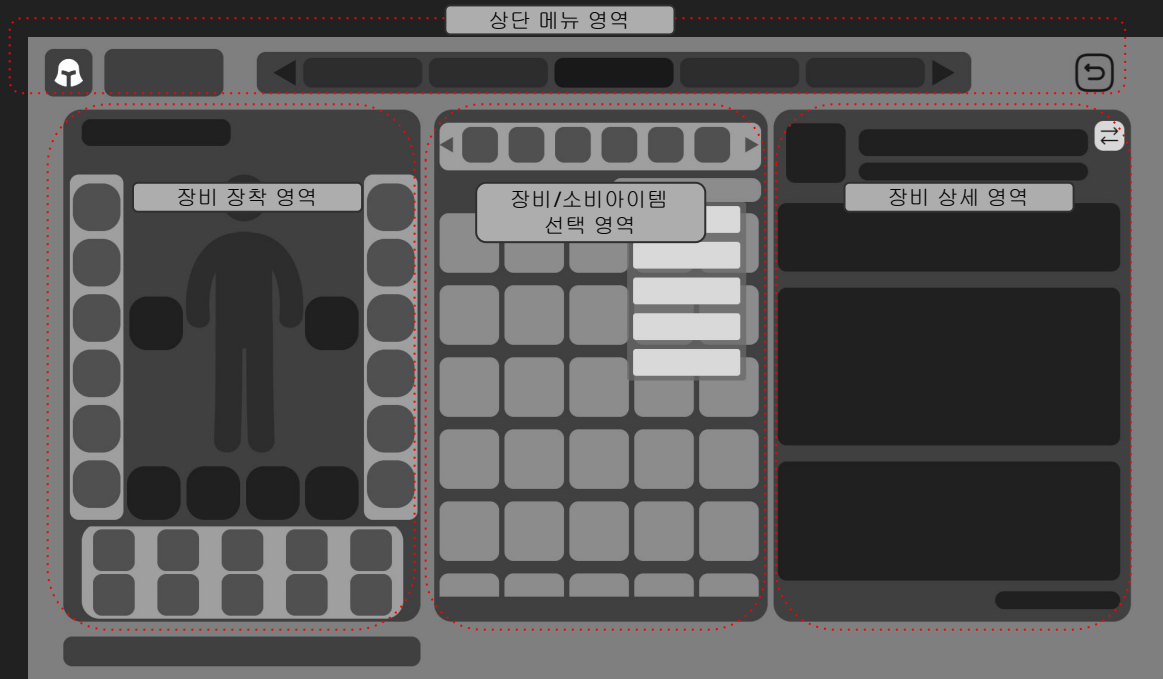 상단 메뉴 영역
장비 장착 영역
장비/소비아이템
선택 영역
장비 상세 영역